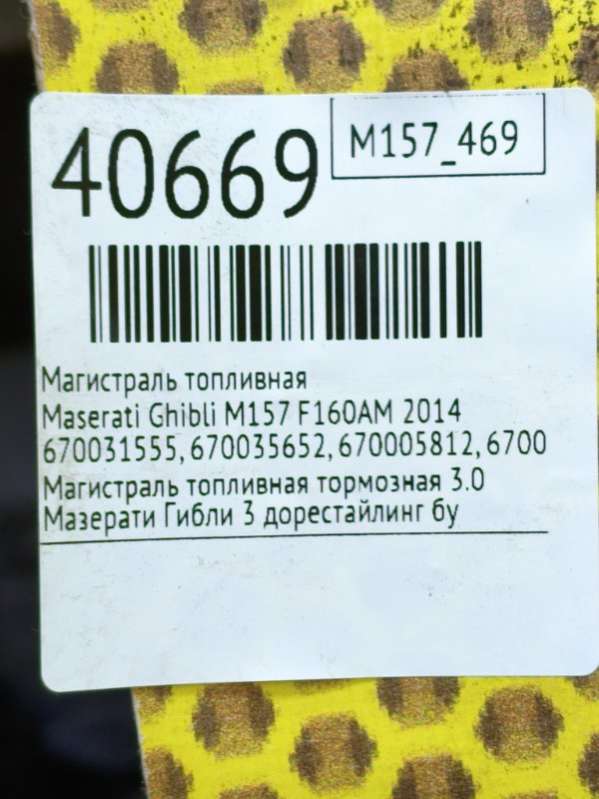 40669
M157_469
Магистраль топливная
Maserati Ghibli M157 F160AM 2014
670031555, 670035652, 670005812, 6700
Магистраль топливная тормозная 3.0
Мазерати Гибли 3 дорестайлинг бу